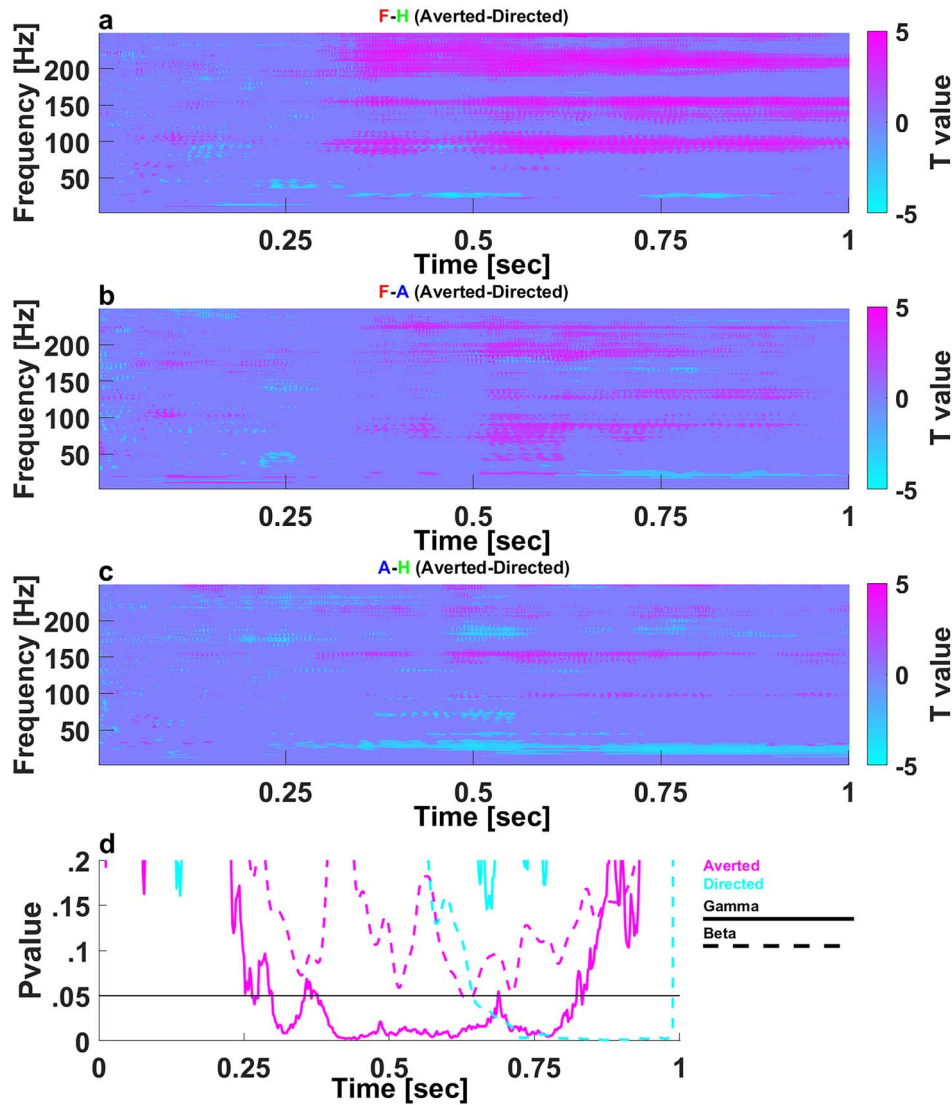 a
F-H (Averted-Directed)
Frequency [Hz]
200
150
100
50
0.25
0.5
0.75
1
Time [sec]
5
0
-5
T value
b
F-A (Averted-Directed)
Frequency [Hz]
200
150
100
50
0.25
0.5
0.75
1
Time [sec]
5
0
-5
T value
c
A-H (Averted-Directed)
Frequency [Hz]
200
150
100
50
0.25
0.5
0.75
1
Time [sec]
5
0
-5
T value
d
Pvalue
.2
.15
.1
.05
0
0
0.25
0.5
0.75
1
Time [sec]
Averted
Directed
Gamma
Beta